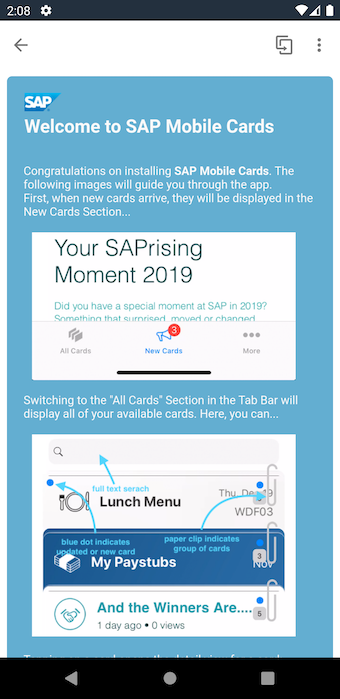 2:08
SAP
Welcome to SAP Mobile Cards
Congratulations on installing SAP Mobile Cards. The
following images will guide you through the app.
First, when new cards arrive, they will be displayed in the
New Cards Section...
Your SAPrising
Moment 2019
Did you have a special moment at SAP in 2019?
Something that surprised, moved or changed
3
All Cards
New Cards
More
Switching to the "All Cards" Section in the Tab Bar will
display all of your available cards. Here, you can...
full text serach
Lunch Menu
Thu, De 19
WDF03
blue dot indicates
updated or new card
paper clip indicates
group of cards
3
My Paystubs
Nov
And the Winners Are....
5
1 day ago • 0 views